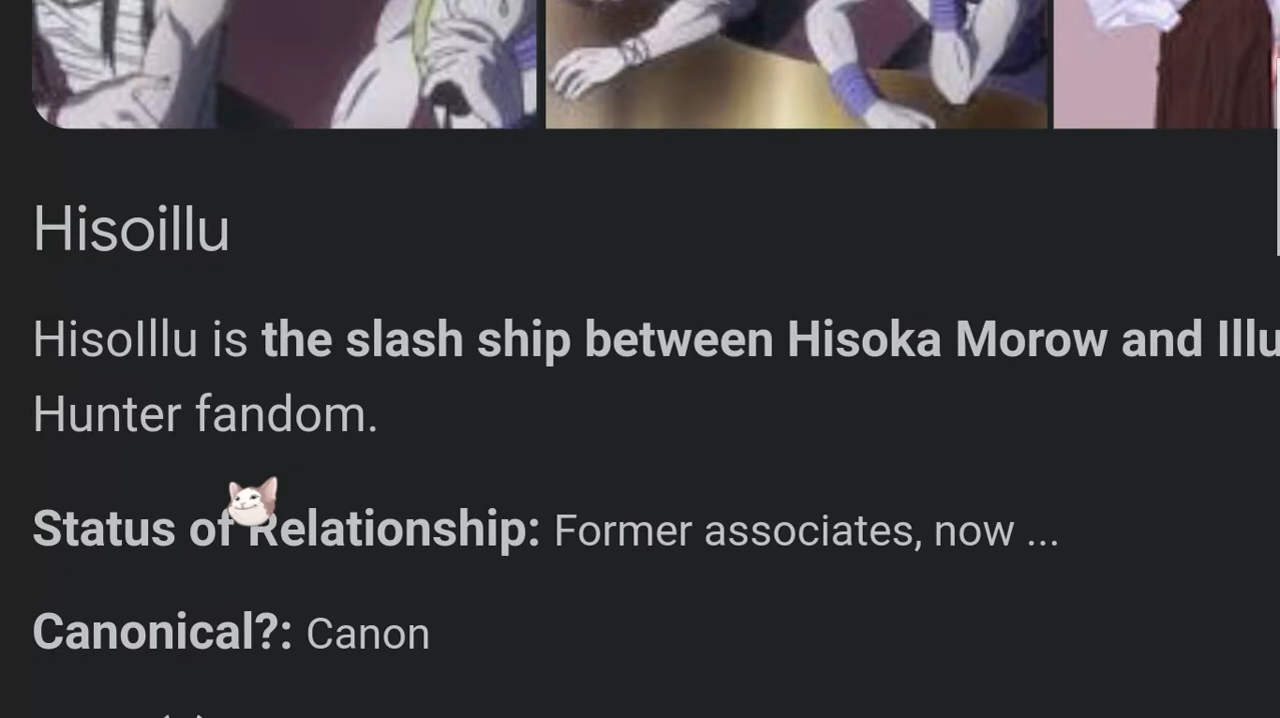 Hisoillu
HisoIllu is the slash ship between Hisoka Morow and Illu
Hunter fandom.
Status of Relationship: Former associates, now ...
Canonical?: Canon